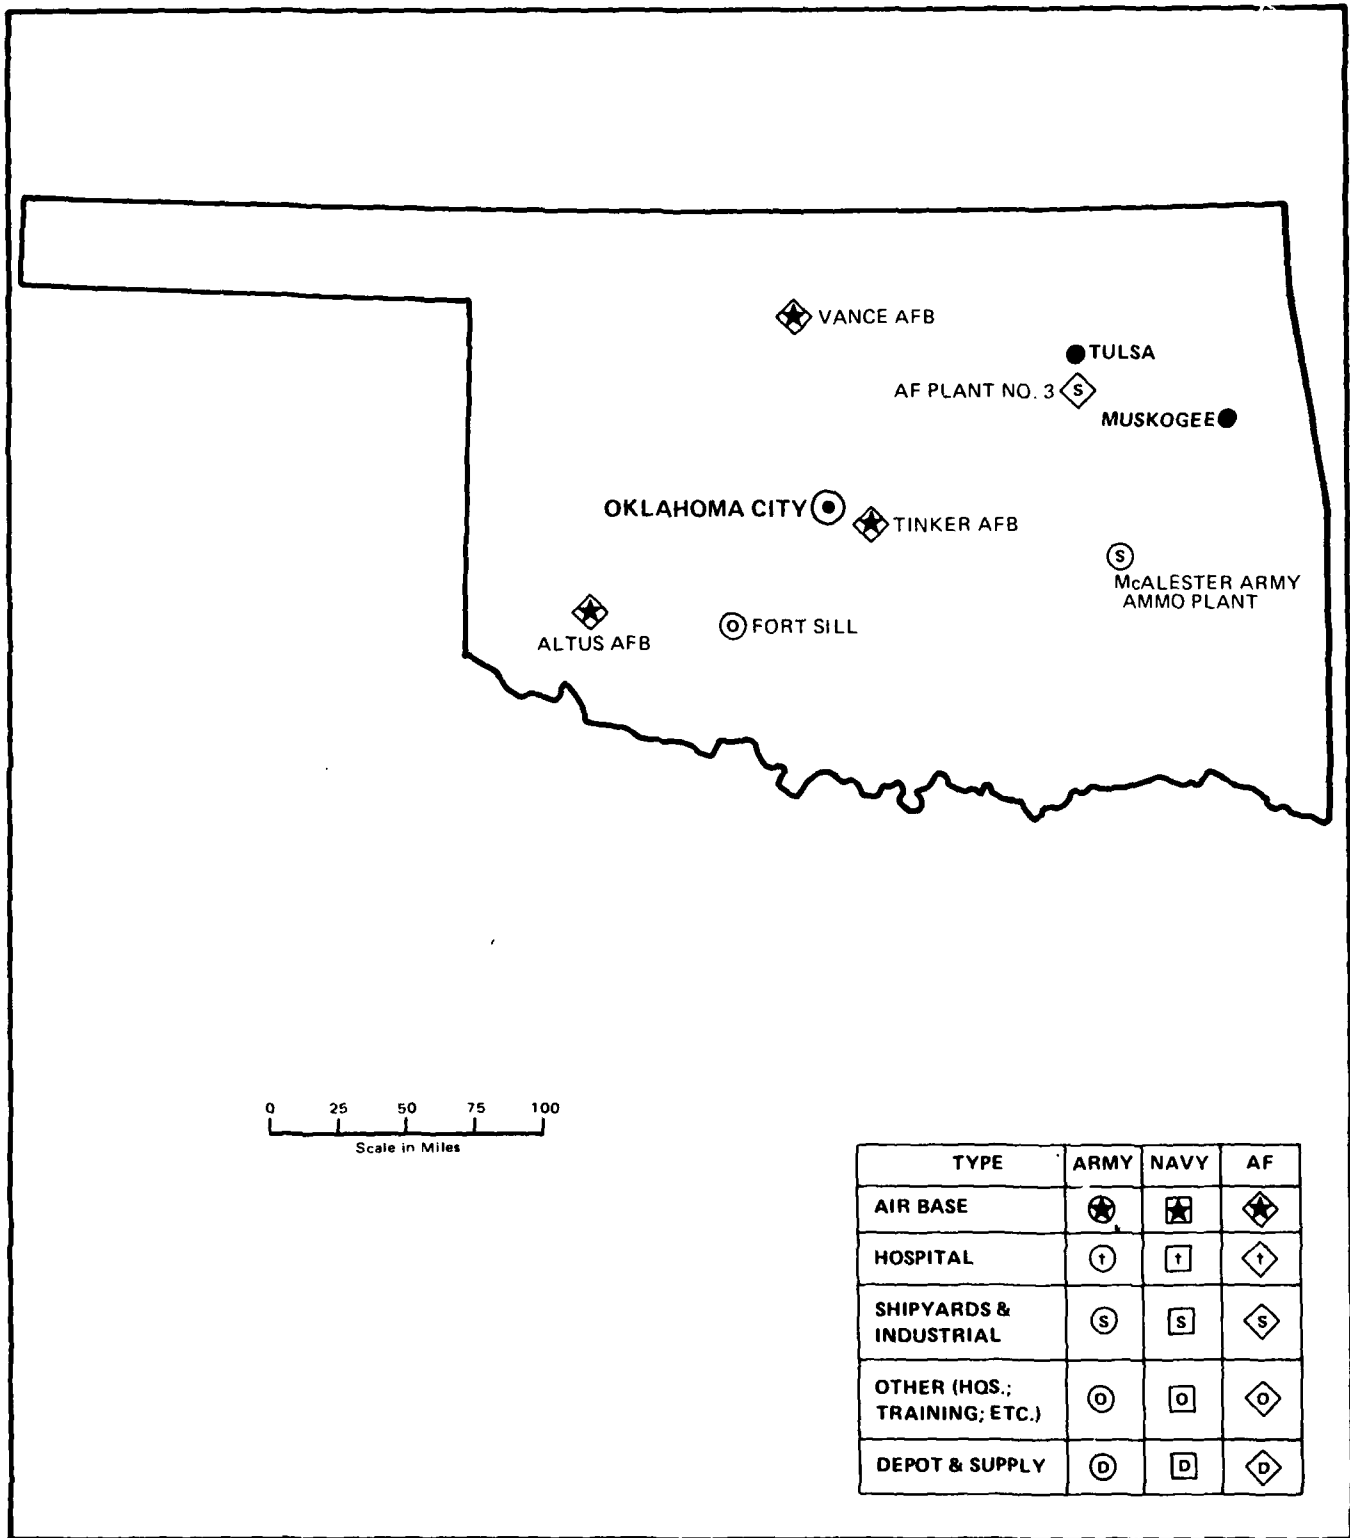 VANCE AFB
TULSA
AF PLANT NO. 3
S
MUSKOGEE
OKLAHOMA CITY
TINKER AFB
S
McALESTER ARMY
AMMO PLANT
ALTUS AFB
O
FORT SILL
0 25 50 75 100
Scale in Miles
TYPE ARMY NAVY AF
AIR BASE
HOSPITAL † † †
SHIPYARDS &
INDUSTRIAL S S S
OTHER (HQS.;
TRAINING; ETC.) O O O
DEPOT & SUPPLY D D D